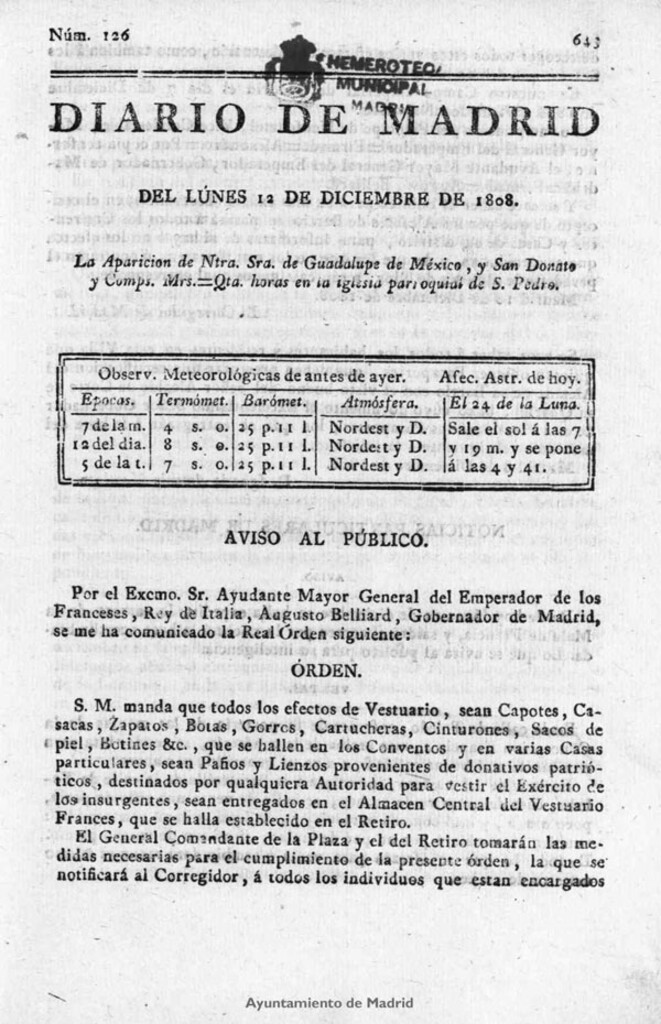 Núm. 126
643
HEMEROTECA
MUNICIPAL
MADRID
DIARIO DE MADRID
DEL LÚNES 12 DE DICIEMBRE DE 1808.
La Aparicion de Ntra. Sra. de Guadalupe de México, y San Donato
y Comps. Mrs.=Qta. horas en la iglesia parroquial de S. Pedro.
Observ. Meteorológicas de antes de ayer. Afec. Astr. de hoy.
Epocas. Termómet. Barómet. Atmósfera. El 24 de la Luna.
7 de la m. 4 s. 0. 25 p. 11 l. Nordest y D. Sale el sol á las 7
12 del dia. 8 s. 0. 25 p. 11 l. Nordest y D. y 19 m. y se pone
5 de la t. 7 s. 0. 25 p. 11 l. Nordest y D. á las 4 y 41.
AVISO AL PÚBLICO.
Por el Excmo. Sr. Ayudante Mayor General del Emperador de los
Franceses, Rey de Italia, Augusto Belliard, Gobernador de Madrid,
se me ha comunicado la Real Órden siguiente:
ÓRDEN.
S. M. manda que todos los efectos de Vestuario, sean Capotes, Ca-
sacas, Zapatos, Botas, Gorros, Cartucheras, Cinturones, Sacos de
piel, Botines &c., que se hallen en los Conventos y en varias Casas
particulares, sean Paños y Lienzos provenientes de donativos patrió-
ticos, destinados por qualquiera Autoridad para vestir el Exército de
los insurgentes, sean entregados en el Almacen Central del Vestuario
Frances, que se halla establecido en el Retiro.
El General Comandante de la Plaza y el del Retiro tomarán las me-
didas necesarias para el cumplimiento de la presente órden, la que se
notificará al Corregidor, á todos los individuos que estan encargados
Ayuntamiento de Madrid